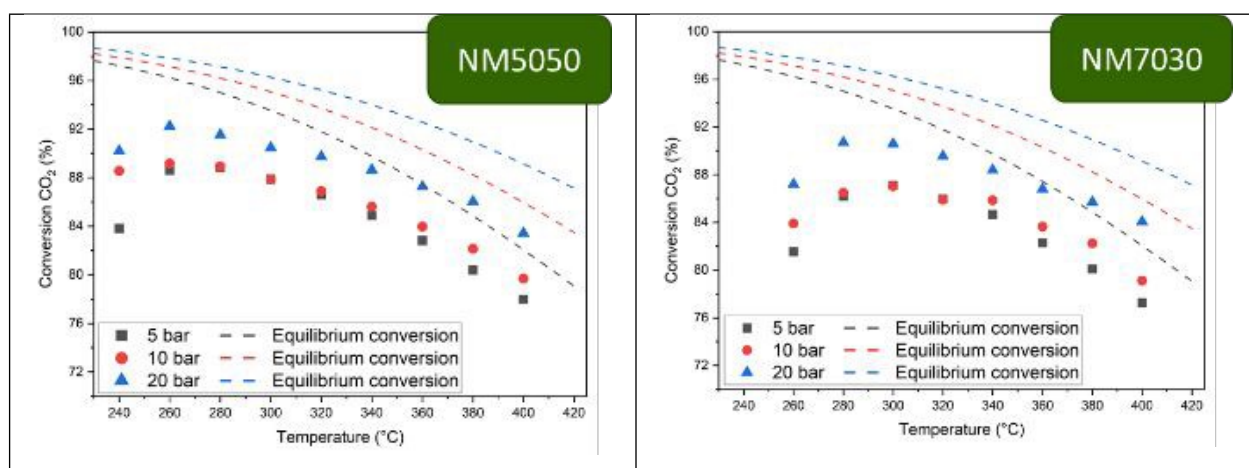 NM5050
100
96
92
88
84
80
76
72
Conversion CO₂ (%)
5 bar Equilibrium conversion
10 bar Equilibrium conversion
20 bar Equilibrium conversion
240 260 280 300 320 340 360 380 400 420
Temperature (°C)
NM7030
100
96
92
88
84
80
76
72
Conversion CO₂ (%)
5 bar Equilibrium conversion
10 bar Equilibrium conversion
20 bar Equilibrium conversion
240 260 280 300 320 340 360 380 400 420
Temperature (°C)